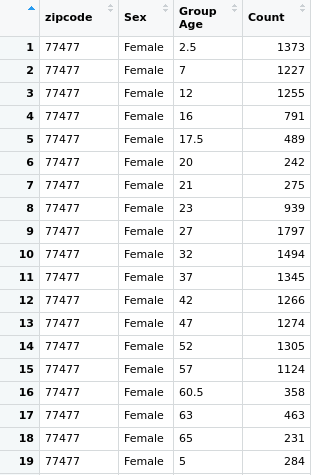 zipcode Sex Group Age Count
1 77477 Female 2.5 1373
2 77477 Female 7 1227
3 77477 Female 12 1255
4 77477 Female 16 791
5 77477 Female 17.5 489
6 77477 Female 20 242
7 77477 Female 21 275
8 77477 Female 23 939
9 77477 Female 27 1797
10 77477 Female 32 1494
11 77477 Female 37 1345
12 77477 Female 42 1266
13 77477 Female 47 1274
14 77477 Female 52 1305
15 77477 Female 57 1124
16 77477 Female 60.5 358
17 77477 Female 63 463
18 77477 Female 65 231
19 77477 Female 5 284